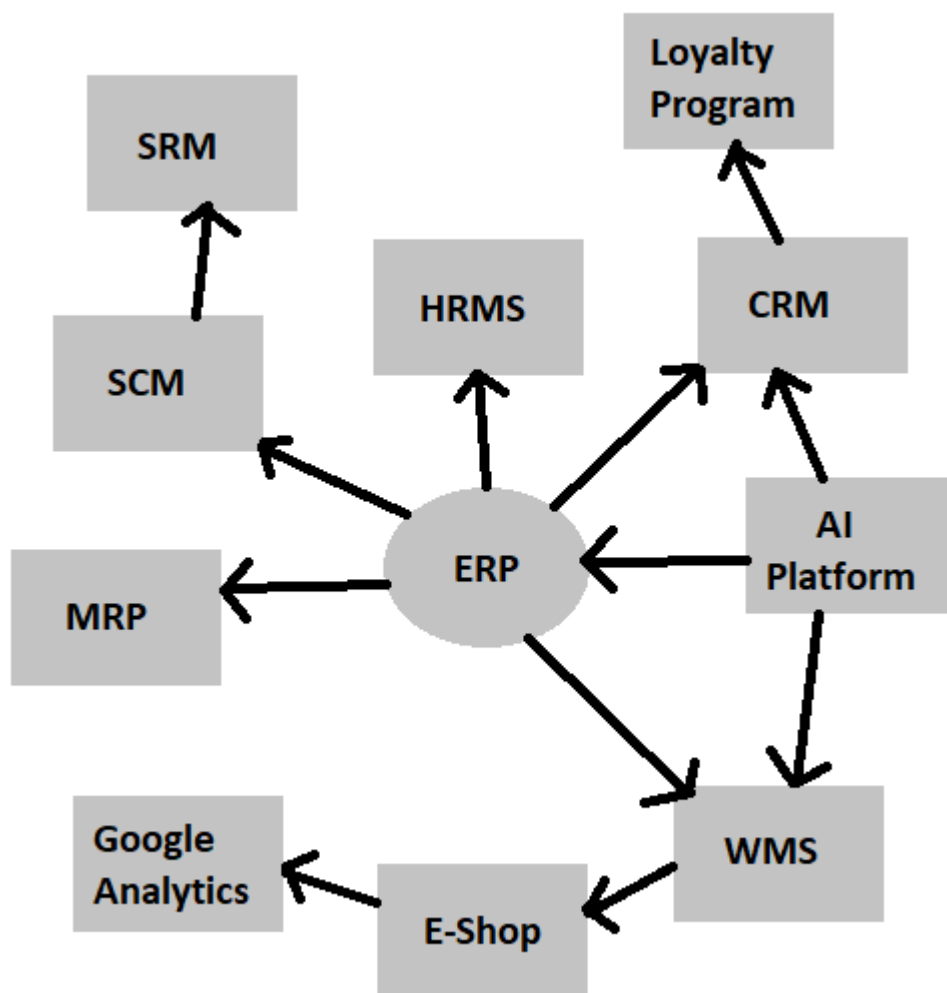 Loyalty
Program
SRM
HRMS
CRM
SCM
AI
Platform
ERP
MRP
Google
Analytics
WMS
E-Shop